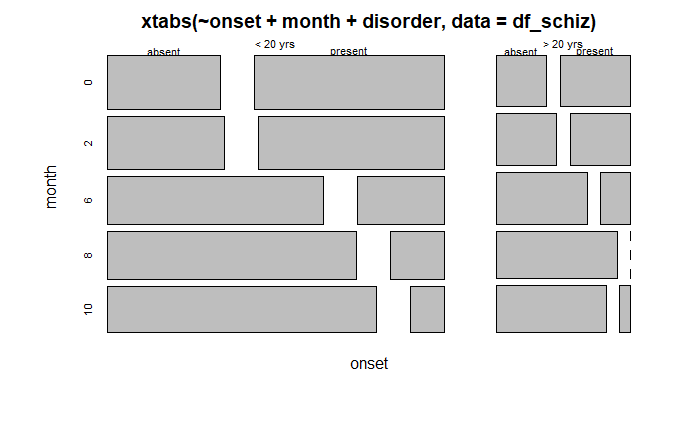 xtabs(~onset + month + disorder, data = df_schiz)
< 20 yrs > 20 yrs
absent present absent present
0
2
6
8
10
month
onset